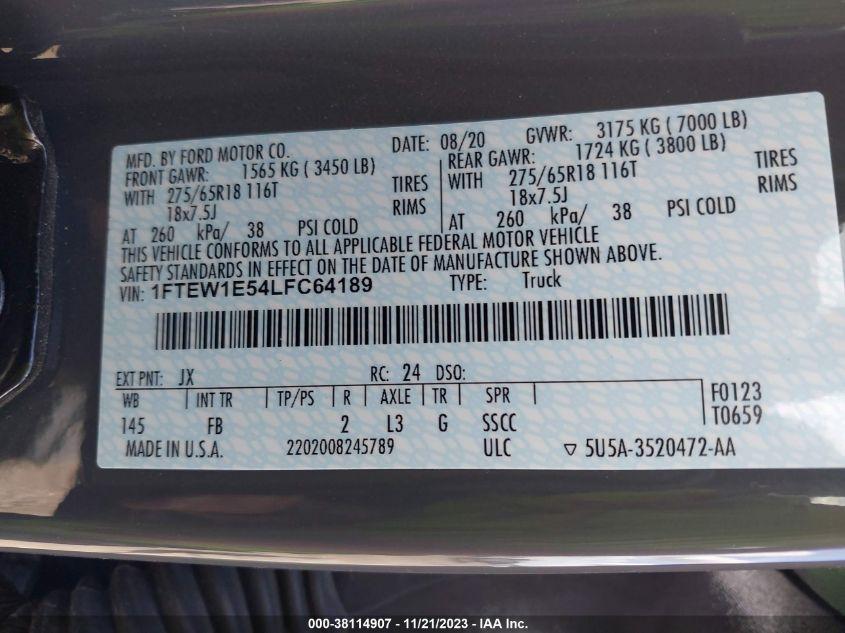 MFD. BY FORD MOTOR CO. DATE: 08/20 GVWR: 3175 KG ( 7000 LB)
FRONT GAWR: 1565 KG ( 3450 LB) REAR GAWR: 1724 KG ( 3800 LB)
WITH 275/65R18 116T TIRES WITH 275/65R18 116T TIRES
18x7.5J RIMS 18x7.5J RIMS
AT 260 kPa/ 38 PSI COLD AT 260 kPa/ 38 PSI COLD
THIS VEHICLE CONFORMS TO ALL APPLICABLE FEDERAL MOTOR VEHICLE
SAFETY STANDARDS IN EFFECT ON THE DATE OF MANUFACTURE SHOWN ABOVE.
VIN: 1FTEW1E54LFC64189 TYPE: Truck
EXT PNT: JX RC: 24 DSO:
WB INT TR TP/PS R AXLE TR SPR F0123
145 FB 2 L3 G SSCC T0659
MADE IN U.S.A. 2202008245789 ULC ▽ 5U5A-3520472-AA
000-38114907 - 11/21/2023 - IAA Inc.